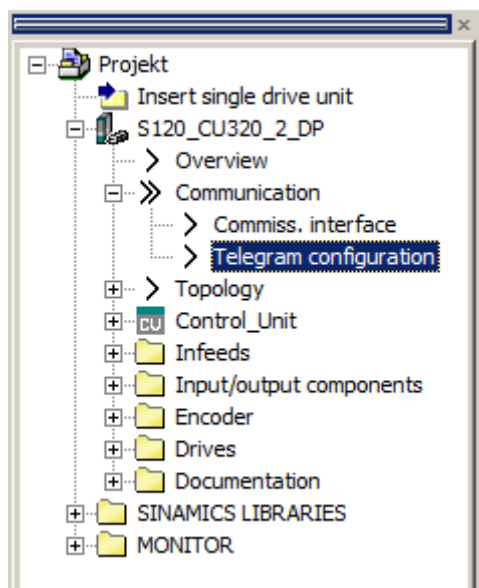 Projekt
Insert single drive unit
S120_CU320_2_DP
Overview
Communication
Commiss. interface
Telegram configuration
Topology
CU Control_Unit
Infeeds
Input/output components
Encoder
Drives
Documentation
SINAMICS LIBRARIES
MONITOR